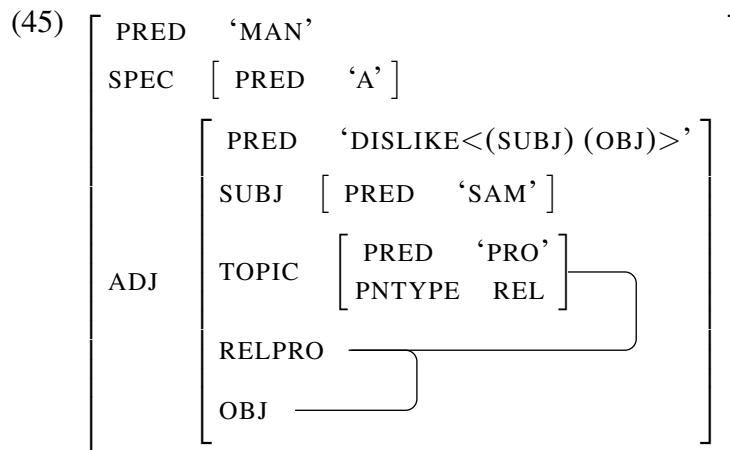 (45)
PRED ‘MAN’
SPEC [ PRED ‘A’ ]
PRED ‘DISLIKE<(SUBJ) (OBJ)>’
SUBJ [ PRED ‘SAM’ ]
PRED ‘PRO’
ADJ TOPIC
PNTYPE REL
RELPRO
OBJ